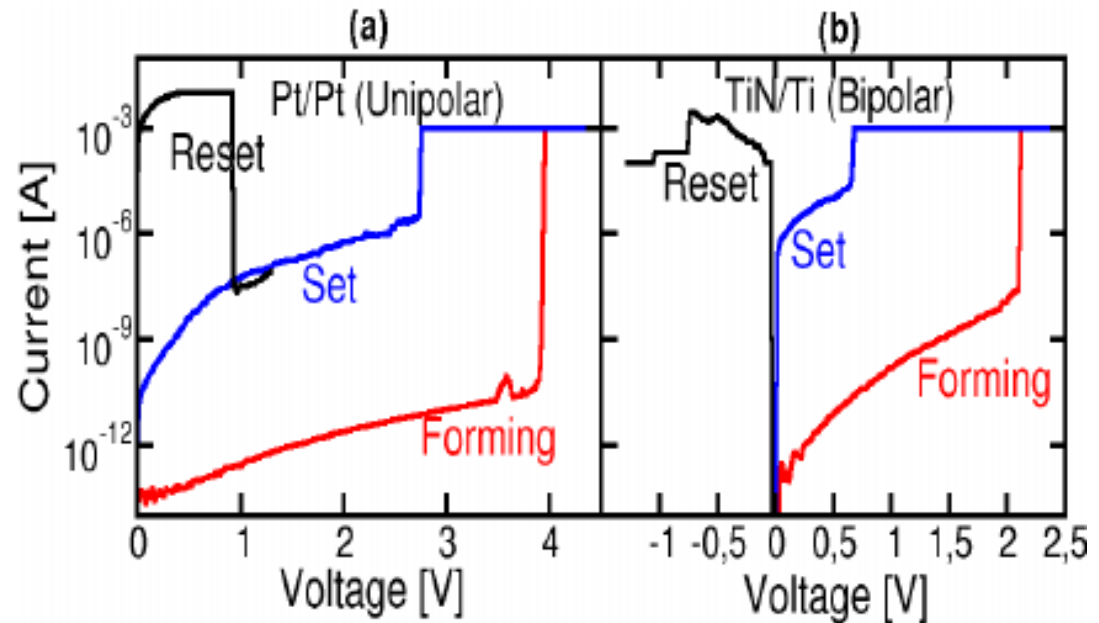 (a)
(b)
Pt/Pt (Unipolar)
TiN/Ti (Bipolar)
Reset
Reset
Set
Set
Forming
Forming
Current [A]
10-3
10-6
10-9
10-12
0 1 2 3 4
-1 -0,5 0 0,5 1 1,5 2 2,5
Voltage [V]
Voltage [V]